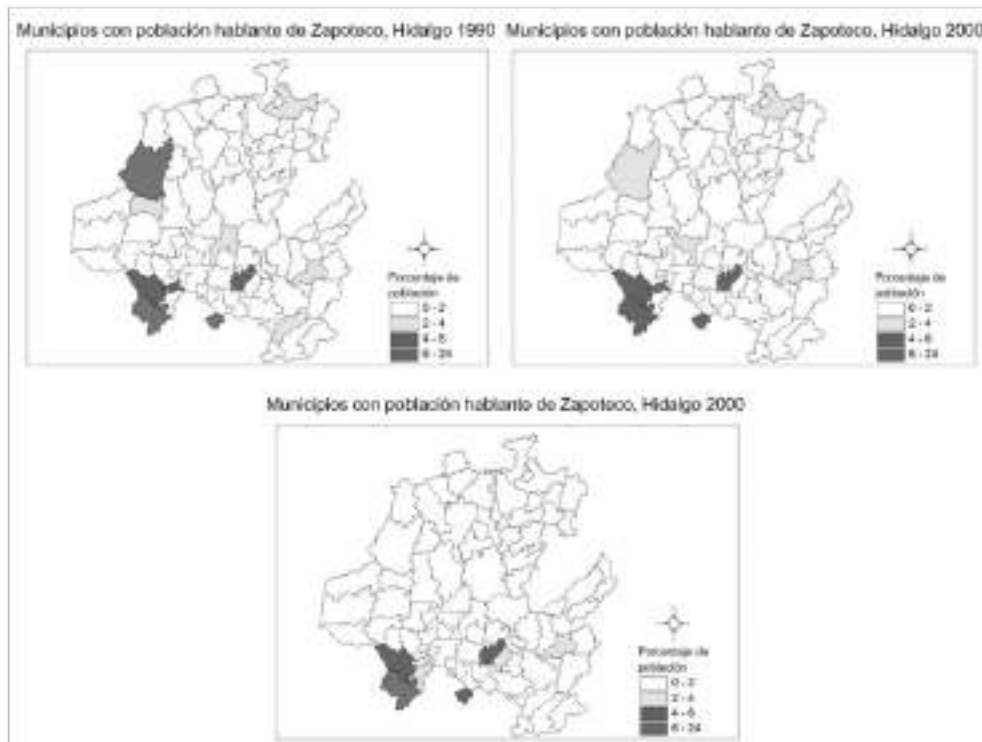 Municipios con población hablante de Zapoteco, Hidalgo 1990
Porcentaje de
población
0 - 2
2 - 4
4 - 6
6 - 24
Municipios con población hablante de Zapoteco, Hidalgo 2000
Porcentaje de
población
0 - 2
2 - 4
4 - 6
6 - 24
Municipios con población hablante de Zapoteco, Hidalgo 2000
Porcentaje de
población
0 - 2
2 - 4
4 - 6
6 - 24